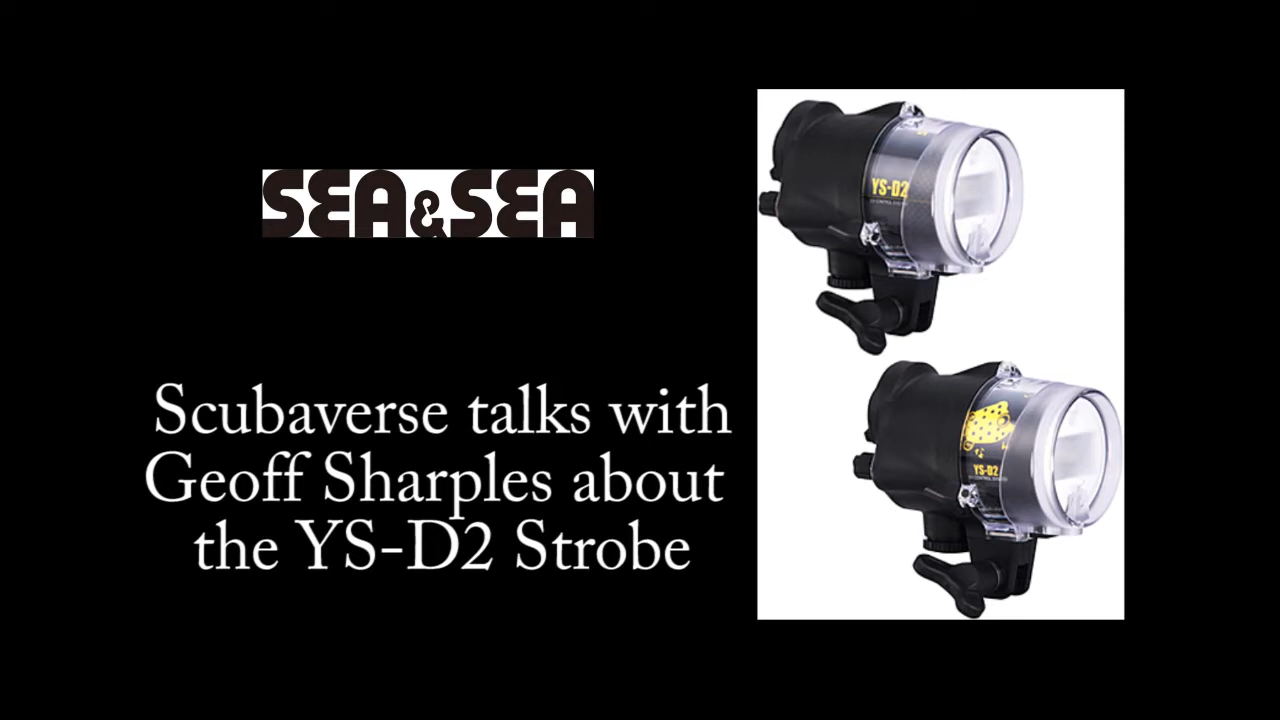 SEA&SEA
Scubaverse talks with
Geoff Sharples about
the YS-D2 Strobe
YS-D2
YS-D2